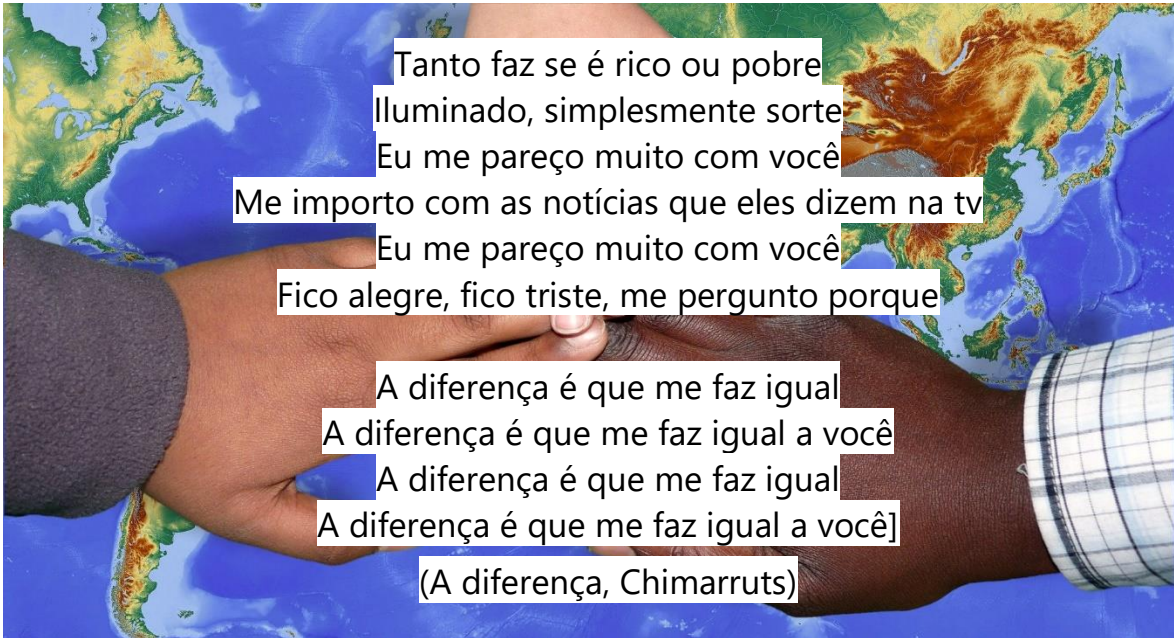 Tanto faz se é rico ou pobre
Iluminado, simplesmente sorte
Eu me pareço muito com você
Me importo com as notícias que eles dizem na tv
Eu me pareço muito com você
Fico alegre, fico triste, me pergunto porque
A diferença é que me faz igual
A diferença é que me faz igual a você
A diferença é que me faz igual
A diferença é que me faz igual a você]
(A diferença, Chimarruts)